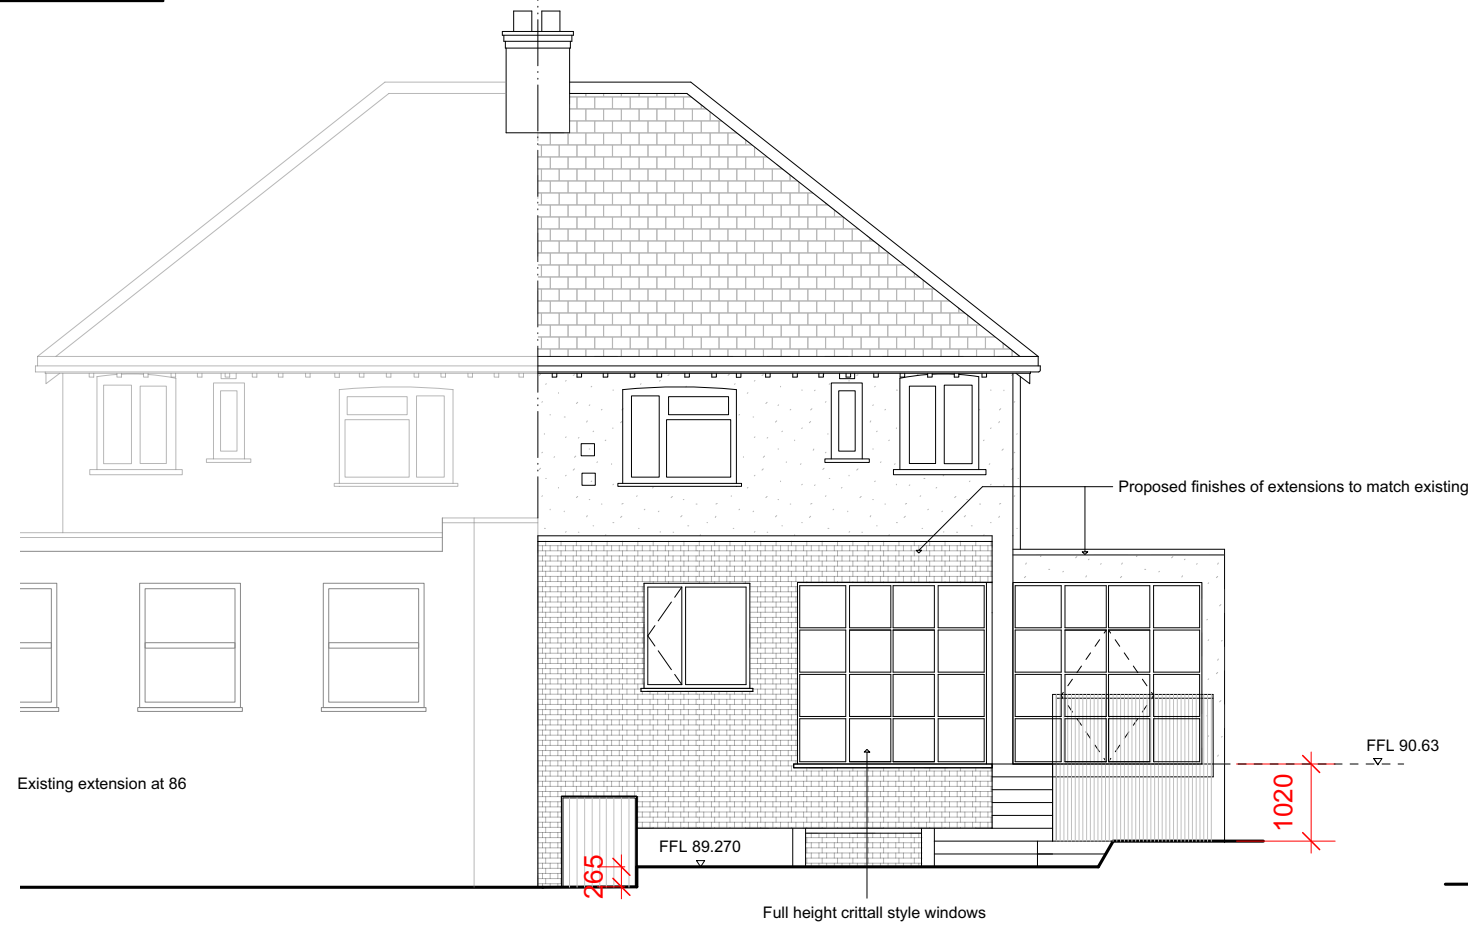 Proposed finishes of extensions to match existing
FFL 90.63
Existing extension at 86
1020
FFL 89.270
265
Full height crittall style windows